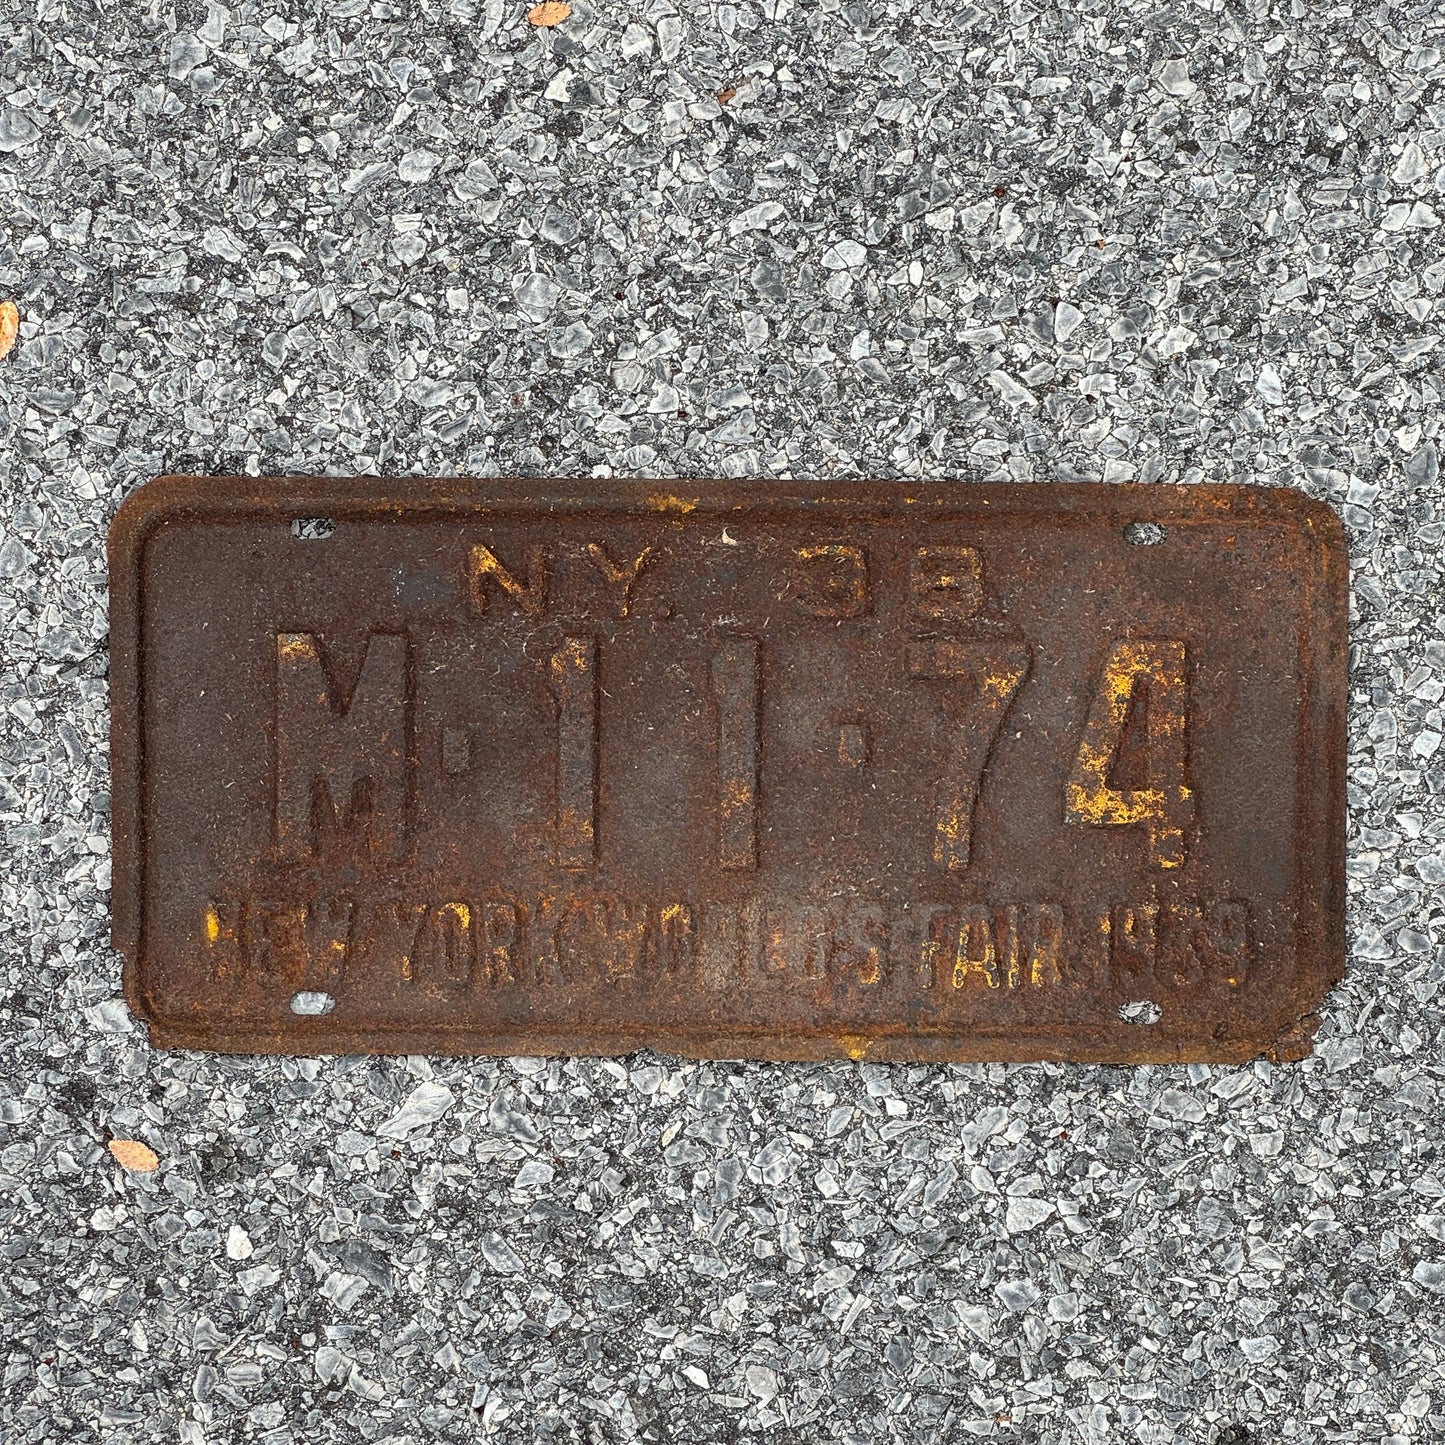 N.Y. 38
M·11·74
NEW YORK WORLD'S FAIR 1939